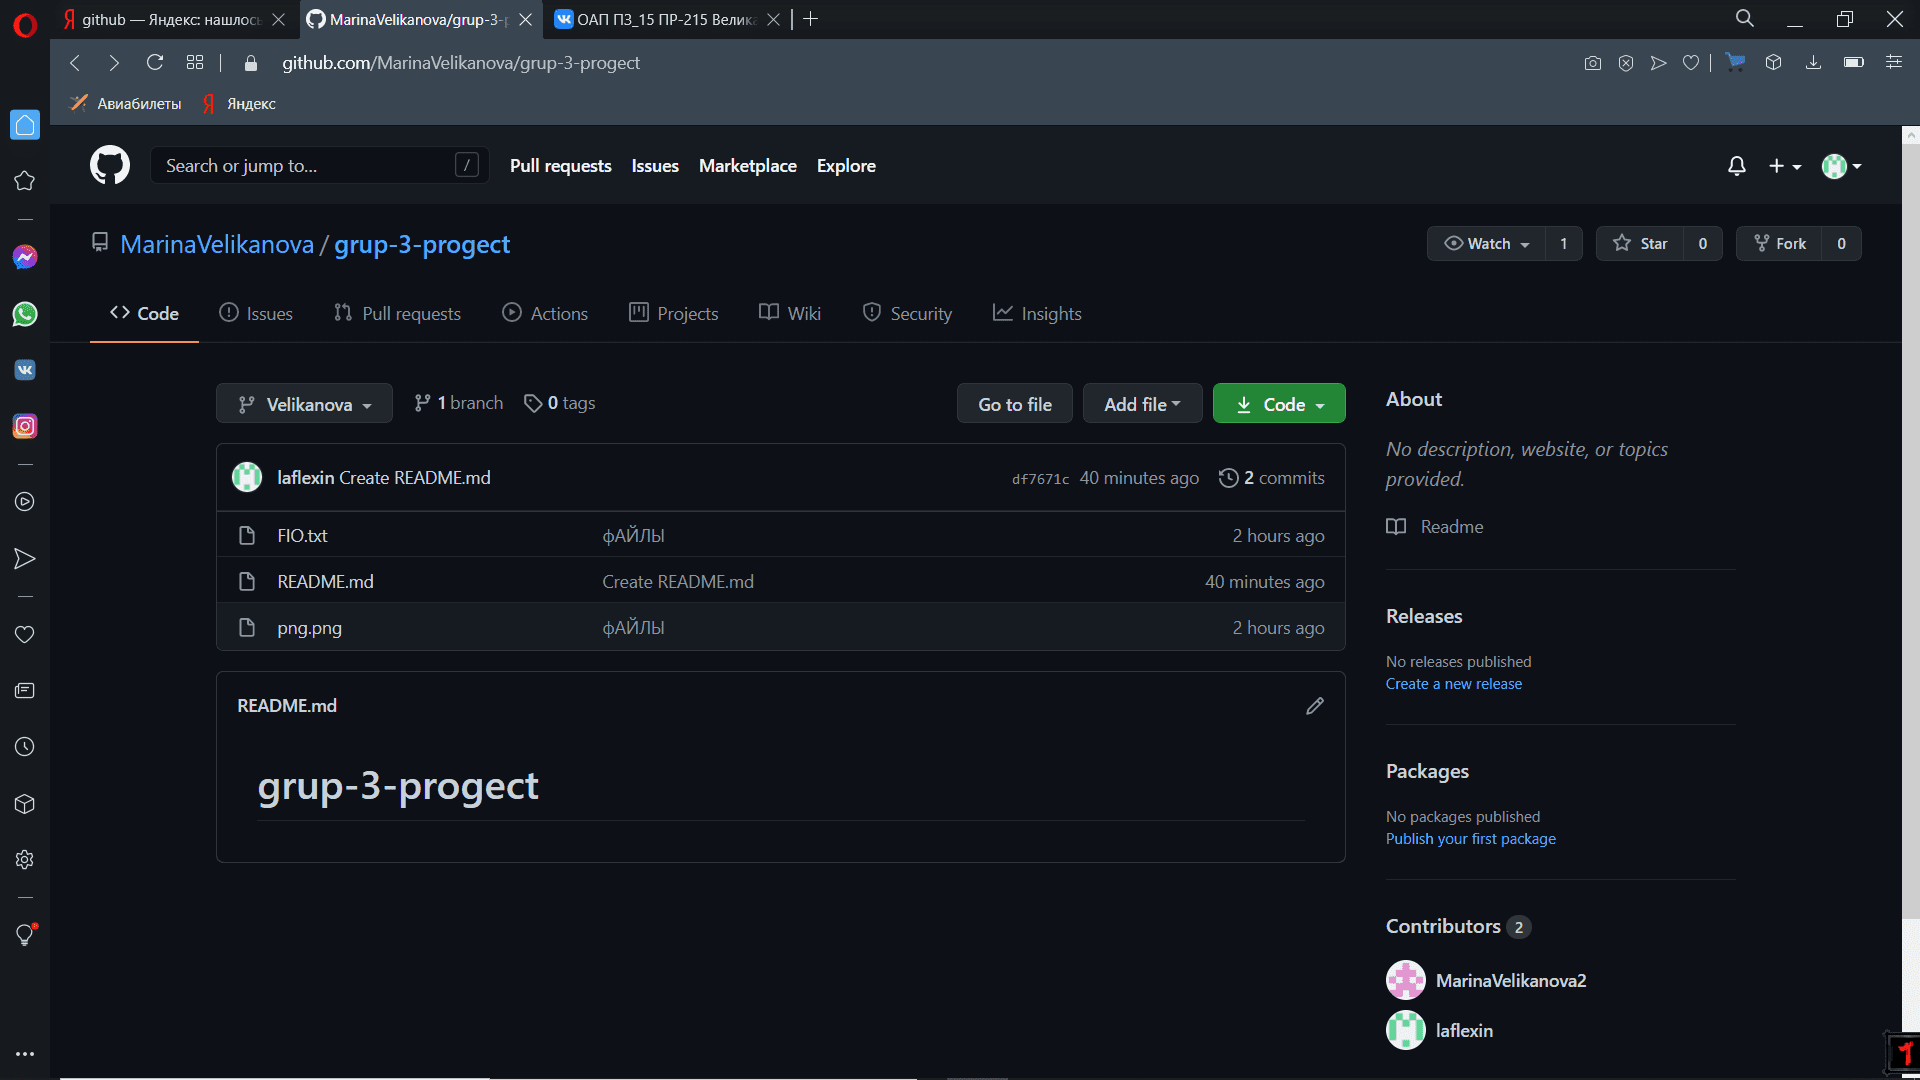 github — Яндекс: нашлось
MarinaVelikanova/grup-3-p
ОАП ПЗ_15 ПР-215 Велика
github.com/MarinaVelikanova/grup-3-progect
Авиабилеты
Яндекс
Search or jump to...
/
Pull requests
Issues
Marketplace
Explore
MarinaVelikanova / grup-3-progect
Watch 1
Star 0
Fork 0
Code
Issues
Pull requests
Actions
Projects
Wiki
Security
Insights
Velikanova
1 branch
0 tags
Go to file
Add file
Code
laflexin Create README.md
df7671c 40 minutes ago
2 commits
FIO.txt фАЙЛЫ 2 hours ago
README.md Create README.md 40 minutes ago
png.png фАЙЛЫ 2 hours ago
README.md
grup-3-progect
About
No description, website, or topics
provided.
Readme
Releases
No releases published
Create a new release
Packages
No packages published
Publish your first package
Contributors 2
MarinaVelikanova2
laflexin